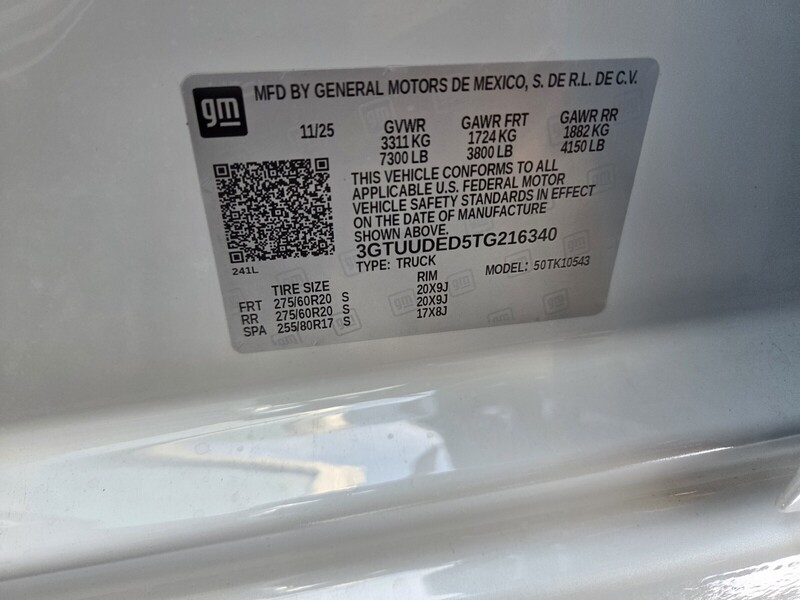 gm
MFD BY GENERAL MOTORS DE MEXICO, S. DE R.L. DE C.V.
11/25 GVWR GAWR FRT GAWR RR
3311 KG 1724 KG 1882 KG
7300 LB 3800 LB 4150 LB
THIS VEHICLE CONFORMS TO ALL
APPLICABLE U.S. FEDERAL MOTOR
VEHICLE SAFETY STANDARDS IN EFFECT
ON THE DATE OF MANUFACTURE
SHOWN ABOVE.
3GTUUDED5TG216340
TYPE: TRUCK MODEL: 50TK10543
241L
TIRE SIZE RIM
FRT 275/60R20 S 20X9J
RR 275/60R20 S 20X9J
SPA 255/80R17 S 17X8J